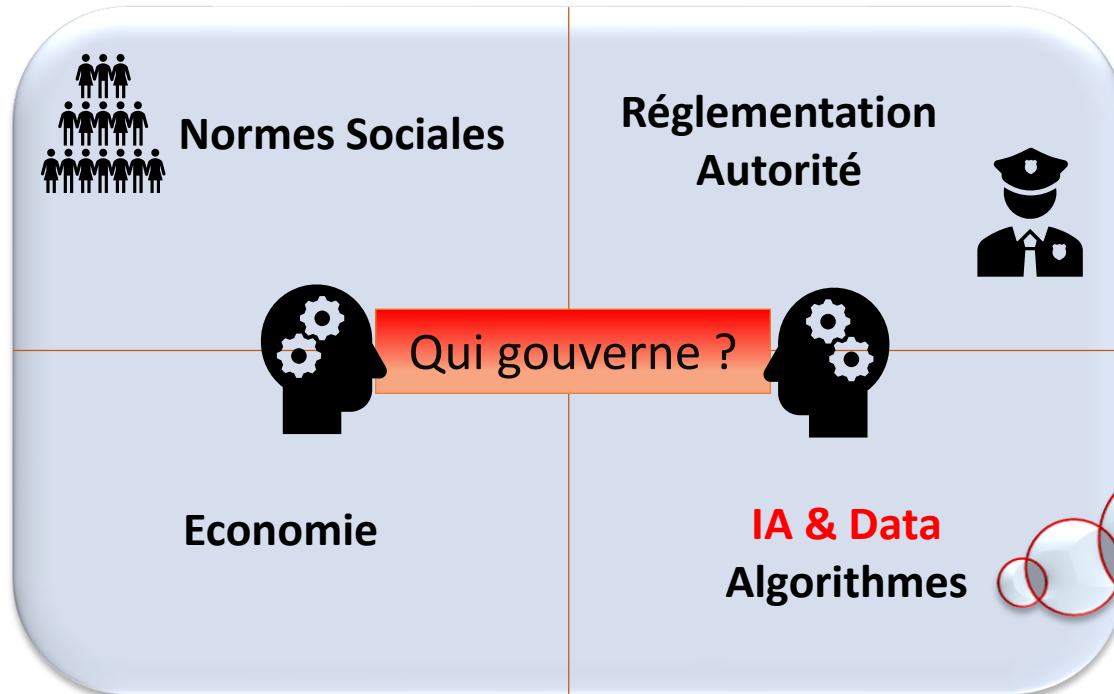 Normes Sociales
Réglementation
Autorité
Qui gouverne ?
Economie
IA & Data
Algorithmes